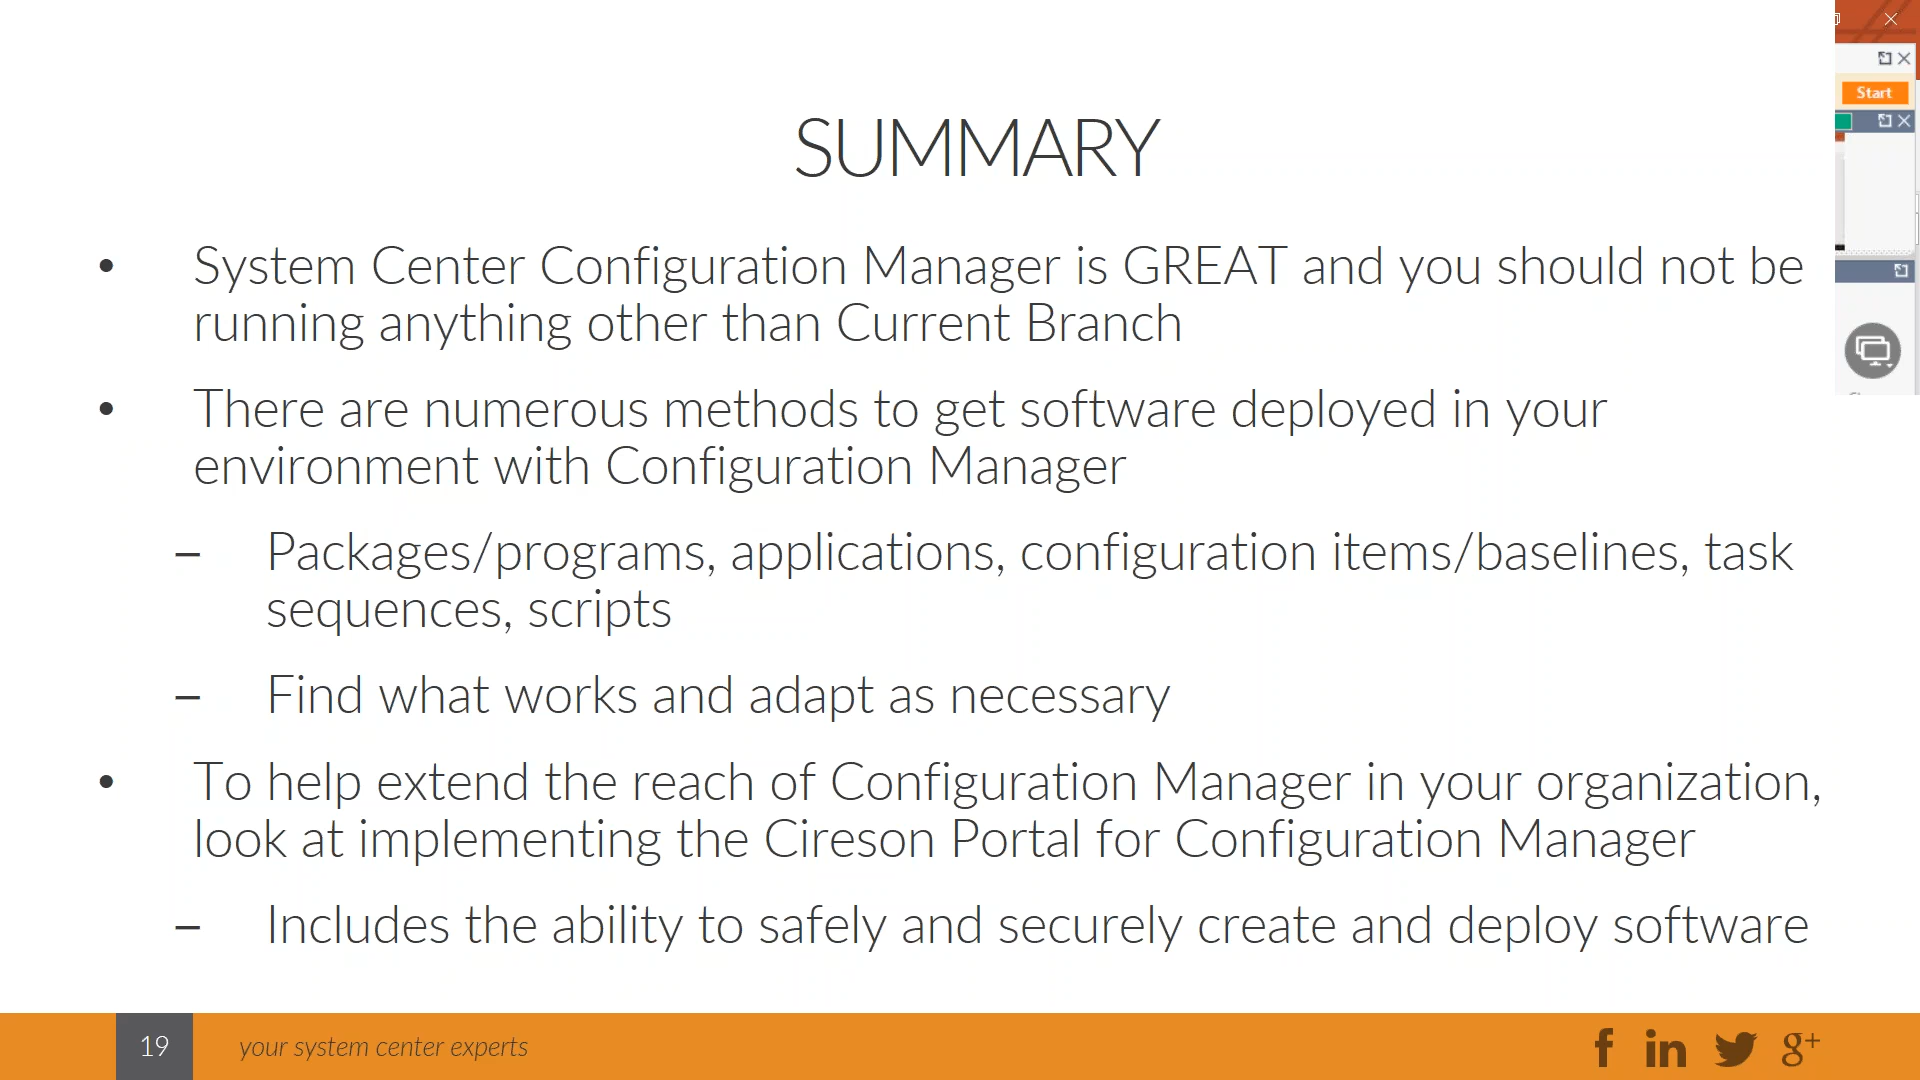 SUMMARY
Start
• System Center Configuration Manager is GREAT and you should not be
running anything other than Current Branch
• There are numerous methods to get software deployed in your
environment with Configuration Manager
– Packages/programs, applications, configuration items/baselines, task
sequences, scripts
– Find what works and adapt as necessary
• To help extend the reach of Configuration Manager in your organization,
look at implementing the Cireson Portal for Configuration Manager
– Includes the ability to safely and securely create and deploy software
19 your system center experts
f in g+